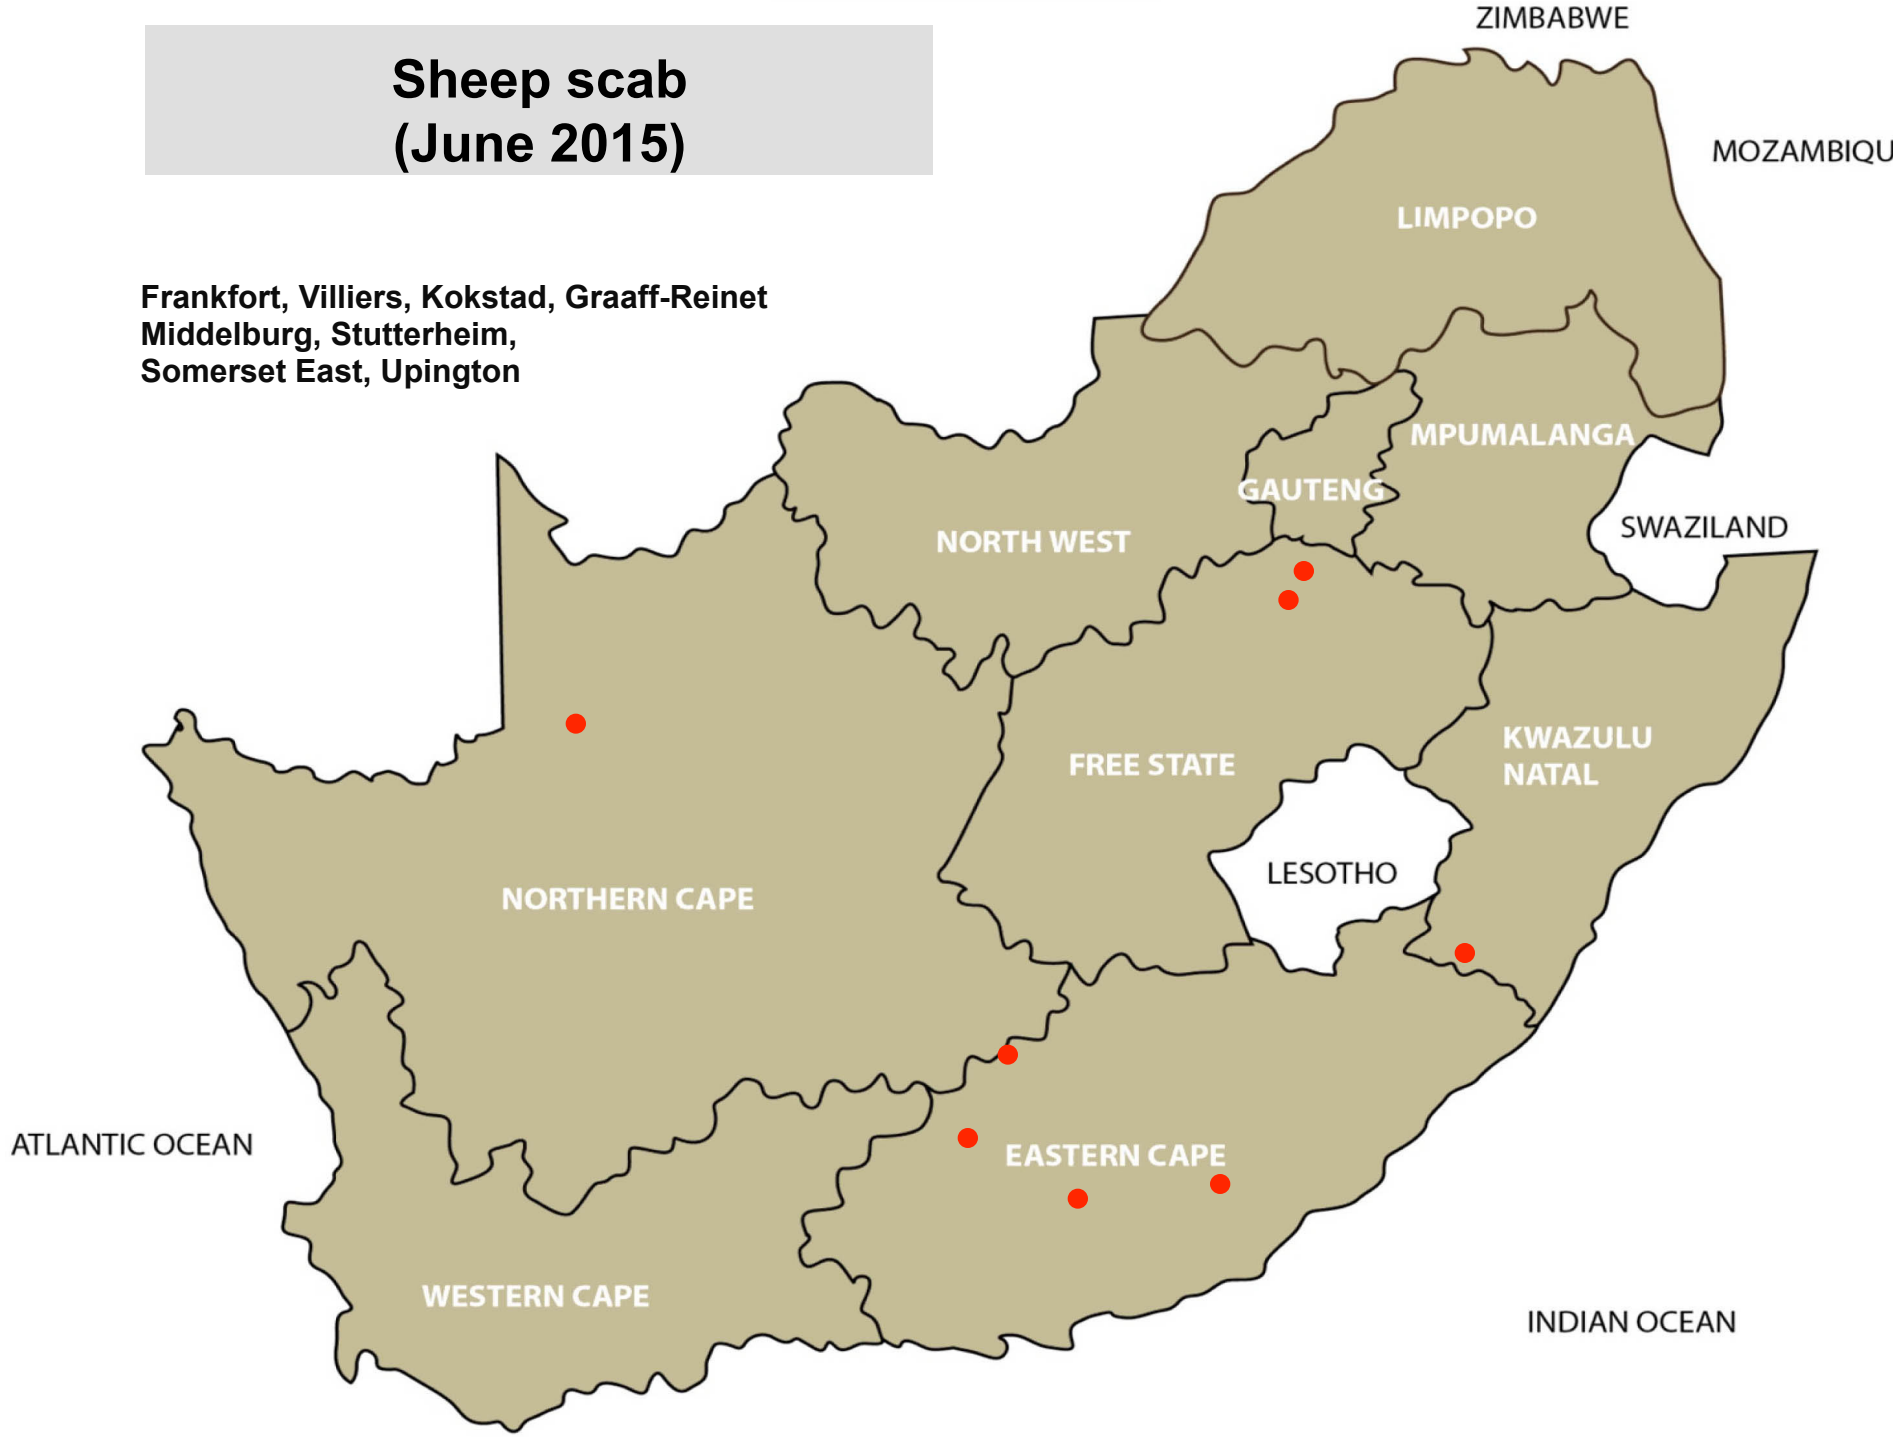 Sheep scab
(June 2015)
Frankfort, Villiers, Kokstad, Graaff-Reinet
Middelburg, Stutterheim,
Somerset East, Upington
ZIMBABWE
MOZAMBIQU
LIMPOPO
MPUMALANGA
GAUTENG
NORTH WEST
SWAZILAND
KWAZULU
NATAL
FREE STATE
LESOTHO
NORTHERN CAPE
ATLANTIC OCEAN
EASTERN CAPE
WESTERN CAPE
INDIAN OCEAN